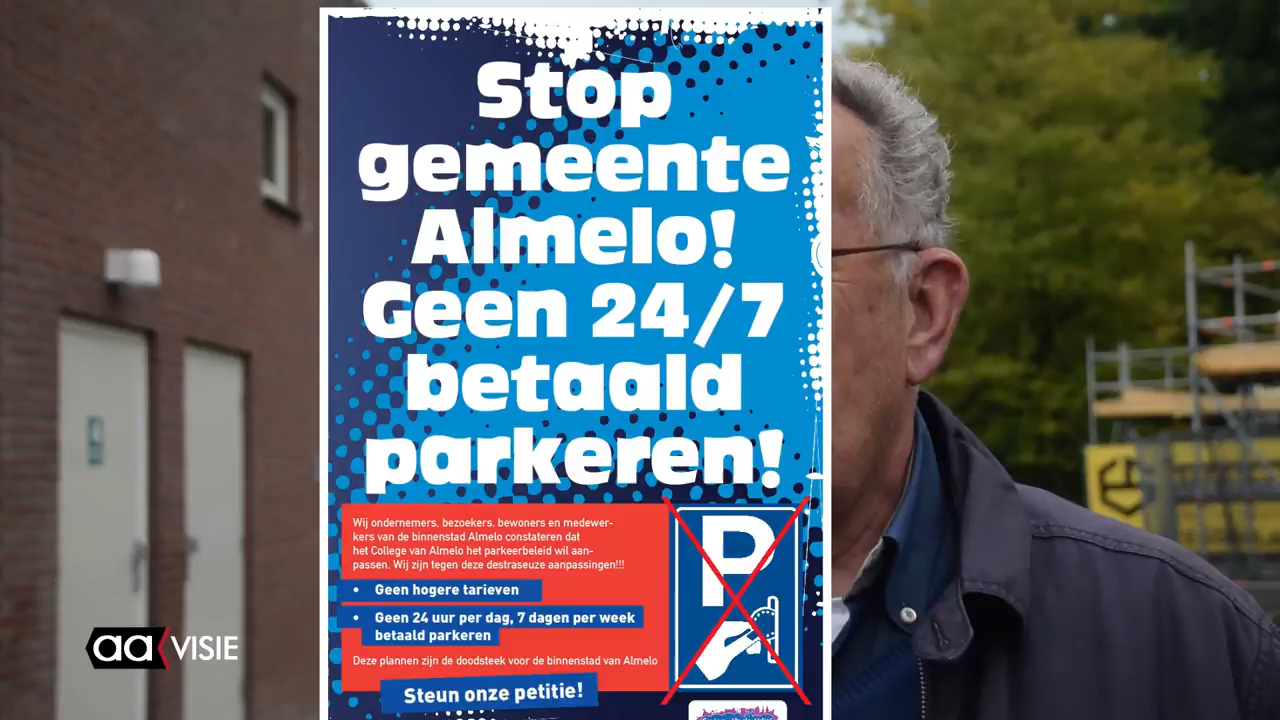 Stop
gemeente
Almelo!
Geen 24/7
betaald
parkeren!
Wij ondernemers, bezoekers, bewoners en medewer-
kers van de binnenstad Almelo constateren dat
het College van Almelo het parkeerbeleid wil aan-
passen. Wij zijn tegen deze destraseuze aanpassingen!!!
• Geen hogere tarieven
• Geen 24 uur per dag, 7 dagen per week
betaald parkeren
Deze plannen zijn de doodsteek voor de binnenstad van Almelo
Steun onze petitie!
P
aa VISIE